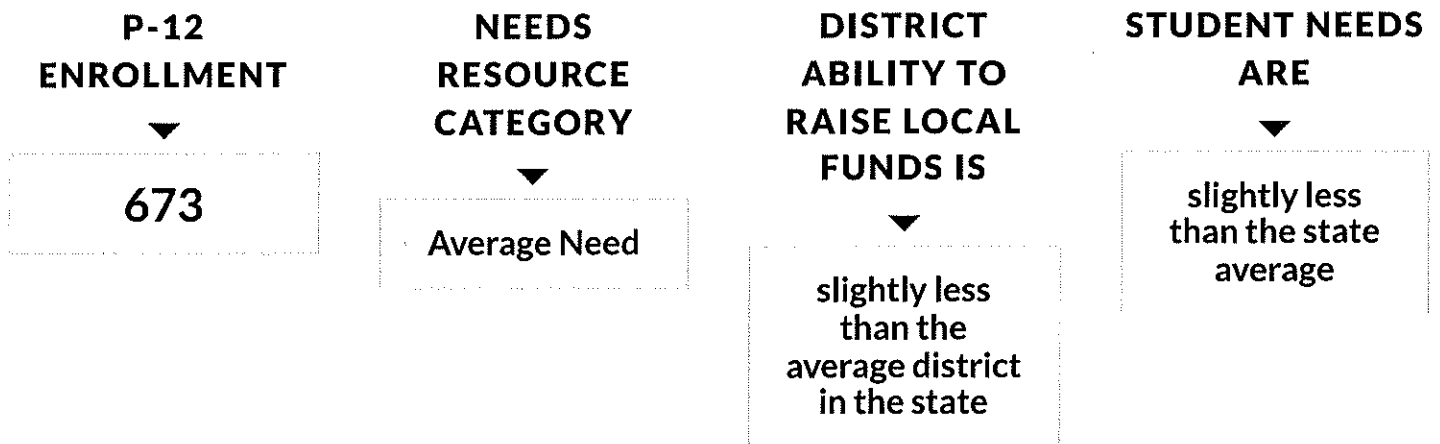 P-12
ENROLLMENT
673
NEEDS
RESOURCE
CATEGORY
Average Need
DISTRICT
ABILITY TO
RAISE LOCAL
FUNDS IS
slightly less
than the
average district
in the state
STUDENT NEEDS
ARE
slightly less
than the state
average